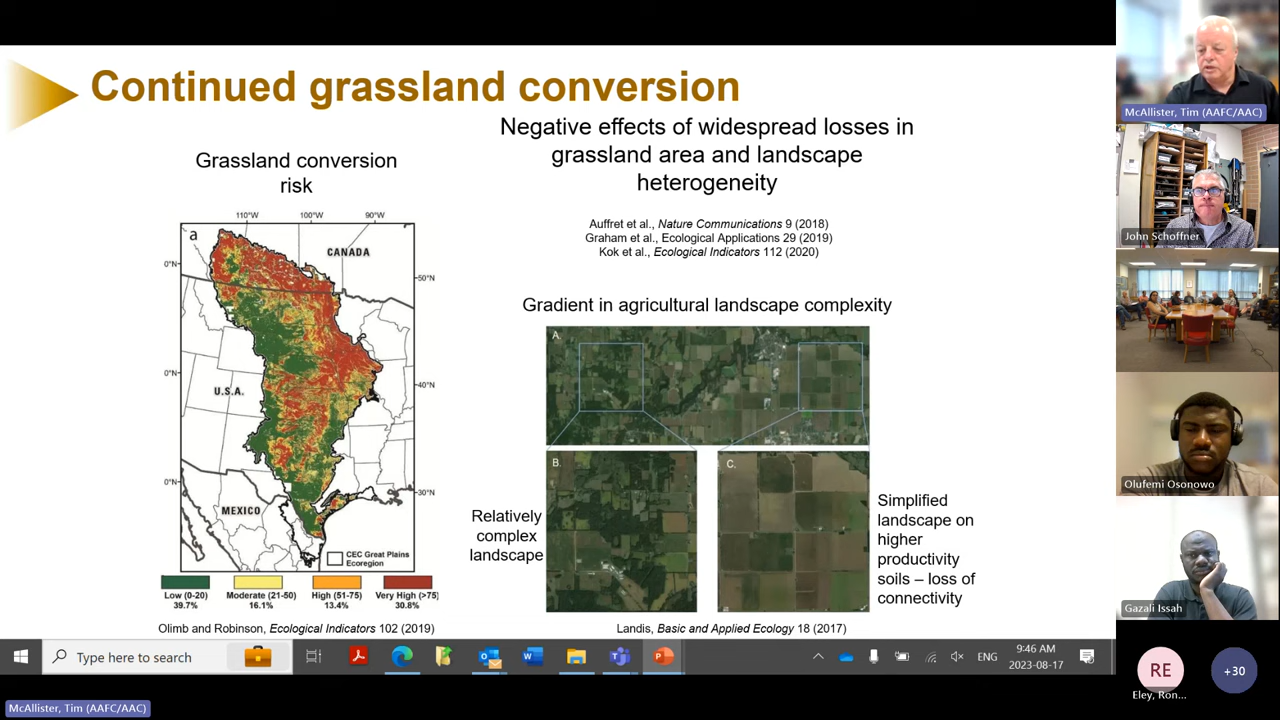 Continued grassland conversion
Grassland conversion
risk
110°W 100°W 90°W
a
CANADA
0°N
50°N
0°N
40°N
U.S.A.
0°N
30°N
MEXICO
CEC Great Plains
Ecoregion
Low (0-20)
39.7%
Moderate (21-50)
16.1%
High (51-75)
13.4%
Very High (>75)
30.8%
Olimb and Robinson, Ecological Indicators 102 (2019)
Negative effects of widespread losses in
grassland area and landscape
heterogeneity
Auffret et al., Nature Communications 9 (2018)
Graham et al., Ecological Applications 29 (2019)
Kok et al., Ecological Indicators 112 (2020)
Gradient in agricultural landscape complexity
A.
B.
C.
Relatively
complex
landscape
Simplified
landscape on
higher
productivity
soils – loss of
connectivity
Landis, Basic and Applied Ecology 18 (2017)
McAllister, Tim (AAFC/AAC)
John Schoffner
Olufemi Osonowo
Gazali Issah
RE
Eley, Ron...
+30
Type here to search
ENG
9:46 AM
2023-08-17
McAllister, Tim (AAFC/AAC)